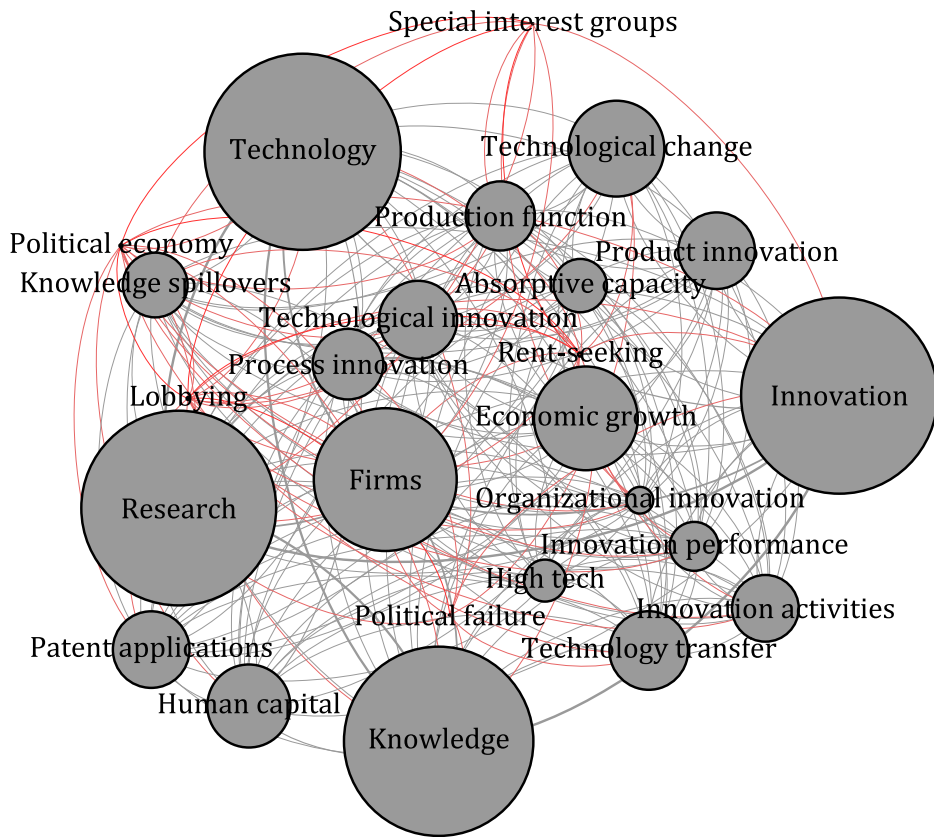 Special interest groups
Technology
Technological change
Production function
Political economy
Product innovation
Knowledge spillovers
Absorptive capacity
Technological innovation
Rent-seeking
Process innovation
Lobbying
Innovation
Economic growth
Firms
Organizational innovation
Research
Innovation performance
High tech
Innovation activities
Political failure
Patent applications
Technology transfer
Human capital
Knowledge